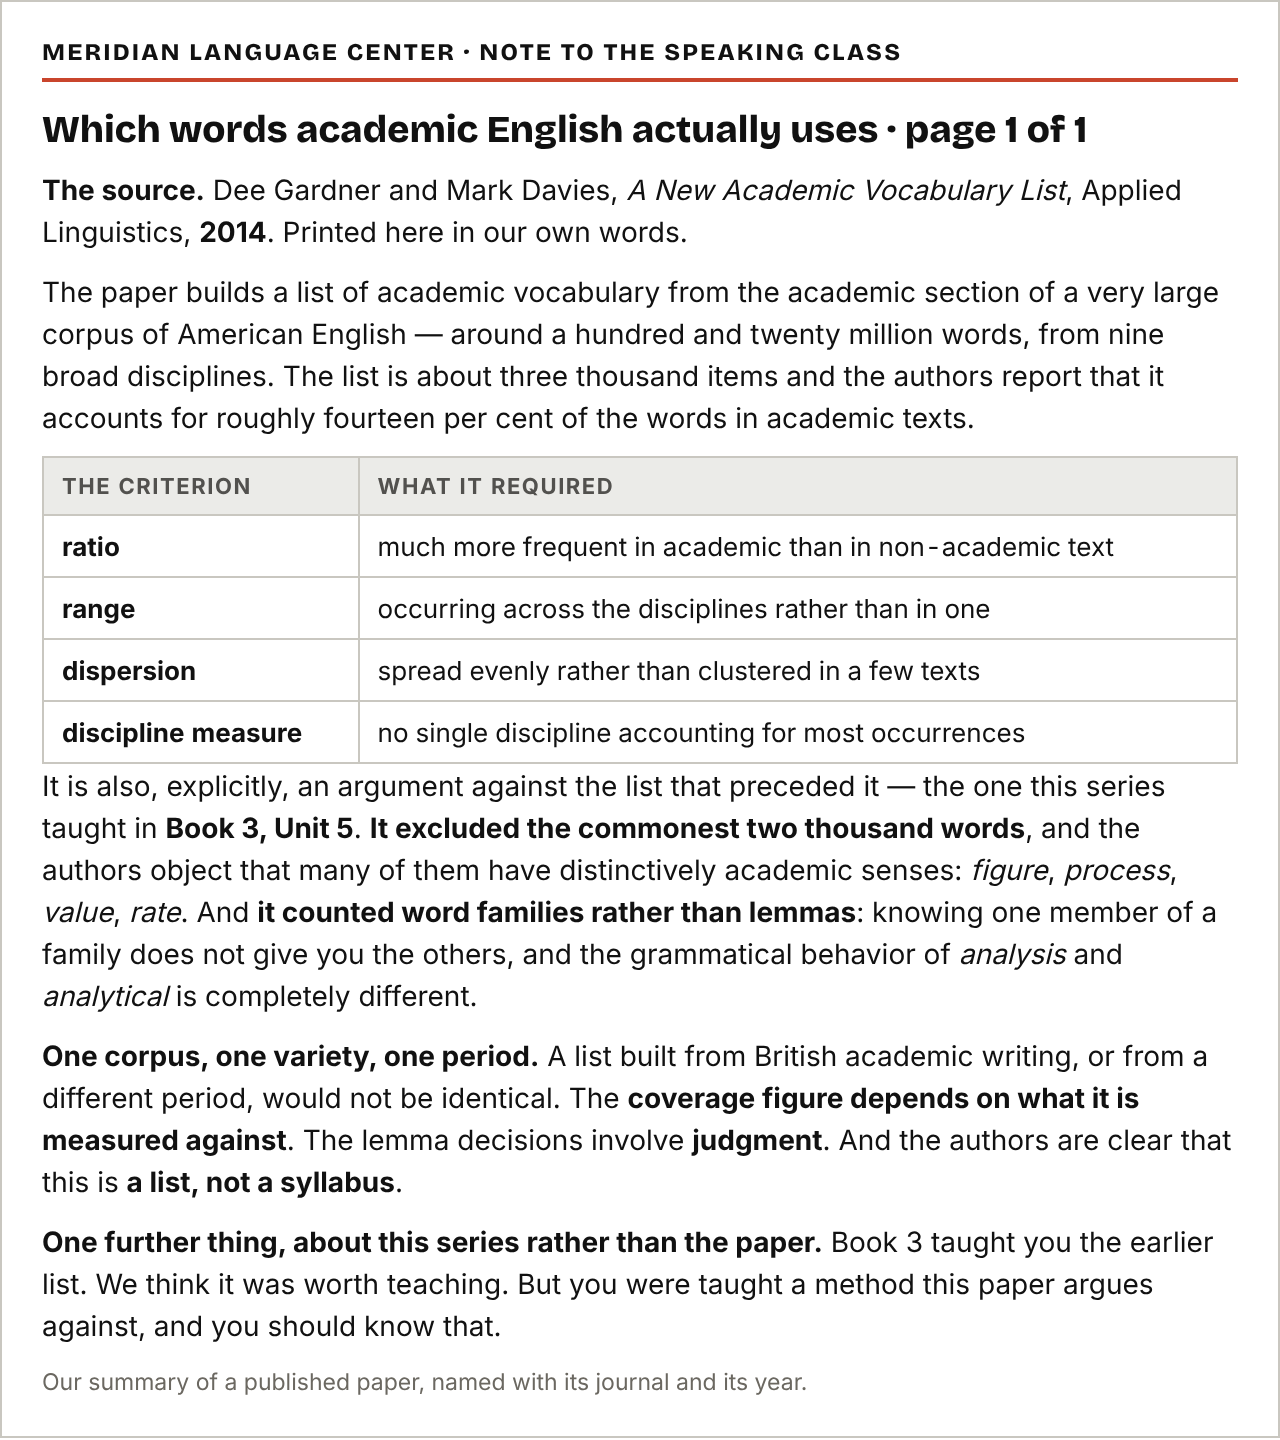 MERIDIAN LANGUAGE CENTER · NOTE TO THE SPEAKING CLASS
Which words academic English actually uses · page 1 of 1
The source. Dee Gardner and Mark Davies, A New Academic Vocabulary List, Applied
Linguistics, 2014. Printed here in our own words.
The paper builds a list of academic vocabulary from the academic section of a very large
corpus of American English — around a hundred and twenty million words, from nine
broad disciplines. The list is about three thousand items and the authors report that it
accounts for roughly fourteen per cent of the words in academic texts.
THE CRITERION WHAT IT REQUIRED
ratio much more frequent in academic than in non-academic text
range occurring across the disciplines rather than in one
dispersion spread evenly rather than clustered in a few texts
discipline measure no single discipline accounting for most occurrences
It is also, explicitly, an argument against the list that preceded it — the one this series
taught in Book 3, Unit 5. It excluded the commonest two thousand words, and the
authors object that many of them have distinctively academic senses: figure, process,
value, rate. And it counted word families rather than lemmas: knowing one member of a
family does not give you the others, and the grammatical behavior of analysis and
analytical is completely different.
One corpus, one variety, one period. A list built from British academic writing, or from a
different period, would not be identical. The coverage figure depends on what it is
measured against. The lemma decisions involve judgment. And the authors are clear that
this is a list, not a syllabus.
One further thing, about this series rather than the paper. Book 3 taught you the earlier
list. We think it was worth teaching. But you were taught a method this paper argues
against, and you should know that.
Our summary of a published paper, named with its journal and its year.